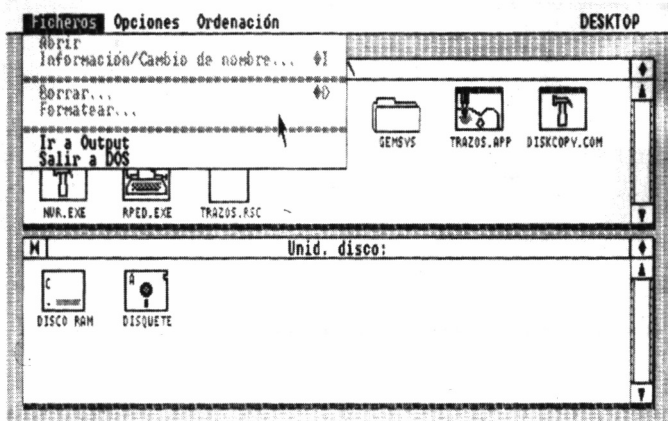 Ficheros Opciones Ordenación DESKTOP
Abrir
Información/Cambio de nombre... ♦I
Borrar... ♦D
Formatear...
Ir a Output
Salir a DOS
GEMSYS TRAZOS.APP DISKCOPY.COM
NVR.EXE RPED.EXE TRAZOS.RSC
Unid. disco:
C A
DISCO RAM DISQUETE